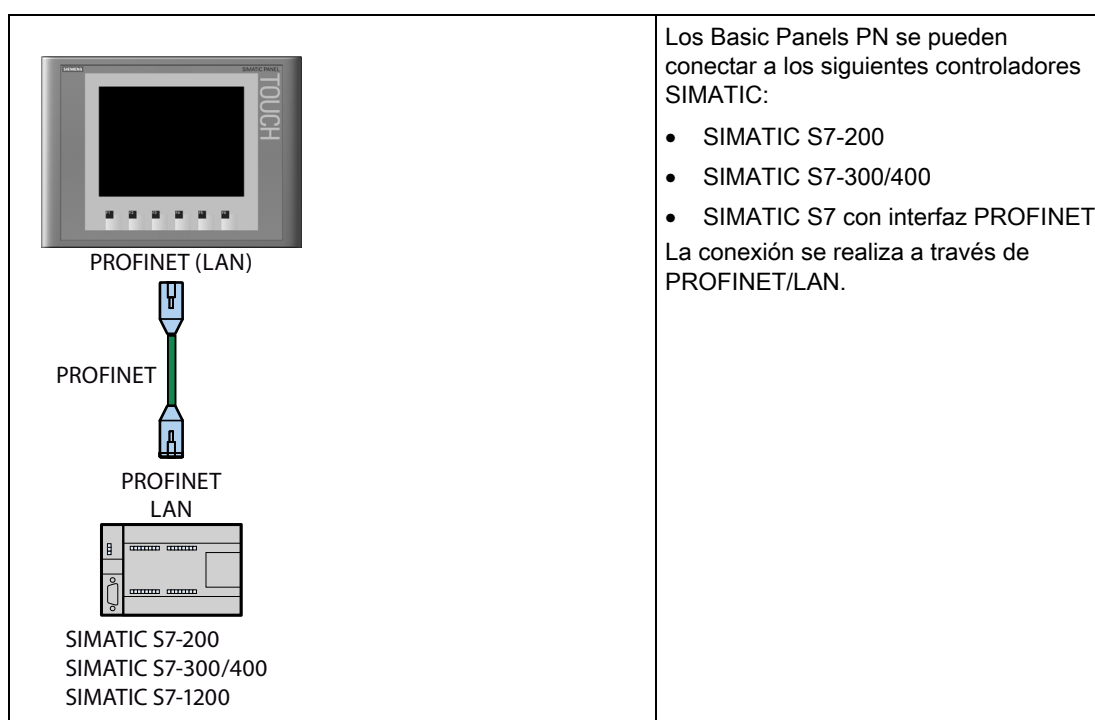 SIEMENS
SIMATIC PANEL
TOUCH
PROFINET (LAN)
PROFINET
PROFINET
LAN
SIMATIC S7-200
SIMATIC S7-300/400
SIMATIC S7-1200
Los Basic Panels PN se pueden
conectar a los siguientes controladores
SIMATIC:
• SIMATIC S7-200
• SIMATIC S7-300/400
• SIMATIC S7 con interfaz PROFINET
La conexión se realiza a través de
PROFINET/LAN.